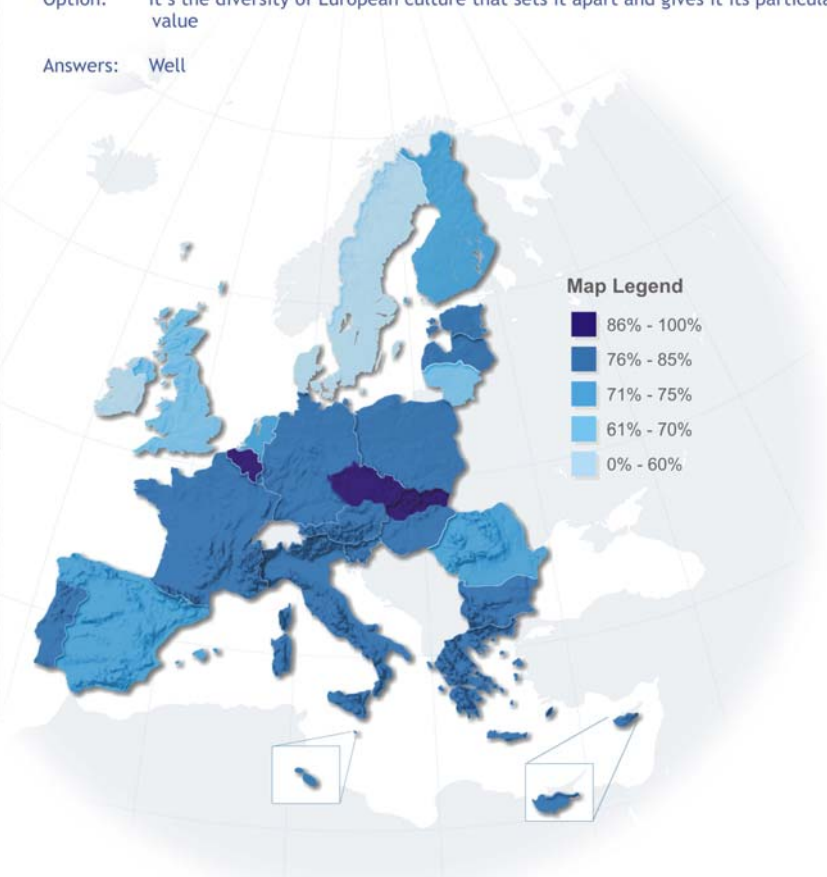 Option: It's the diversity of European culture that sets it apart and gives it its
value
Answers: Well
Map Legend
86% - 100%
76% - 85%
71% - 75%
61% - 70%
0% - 60%